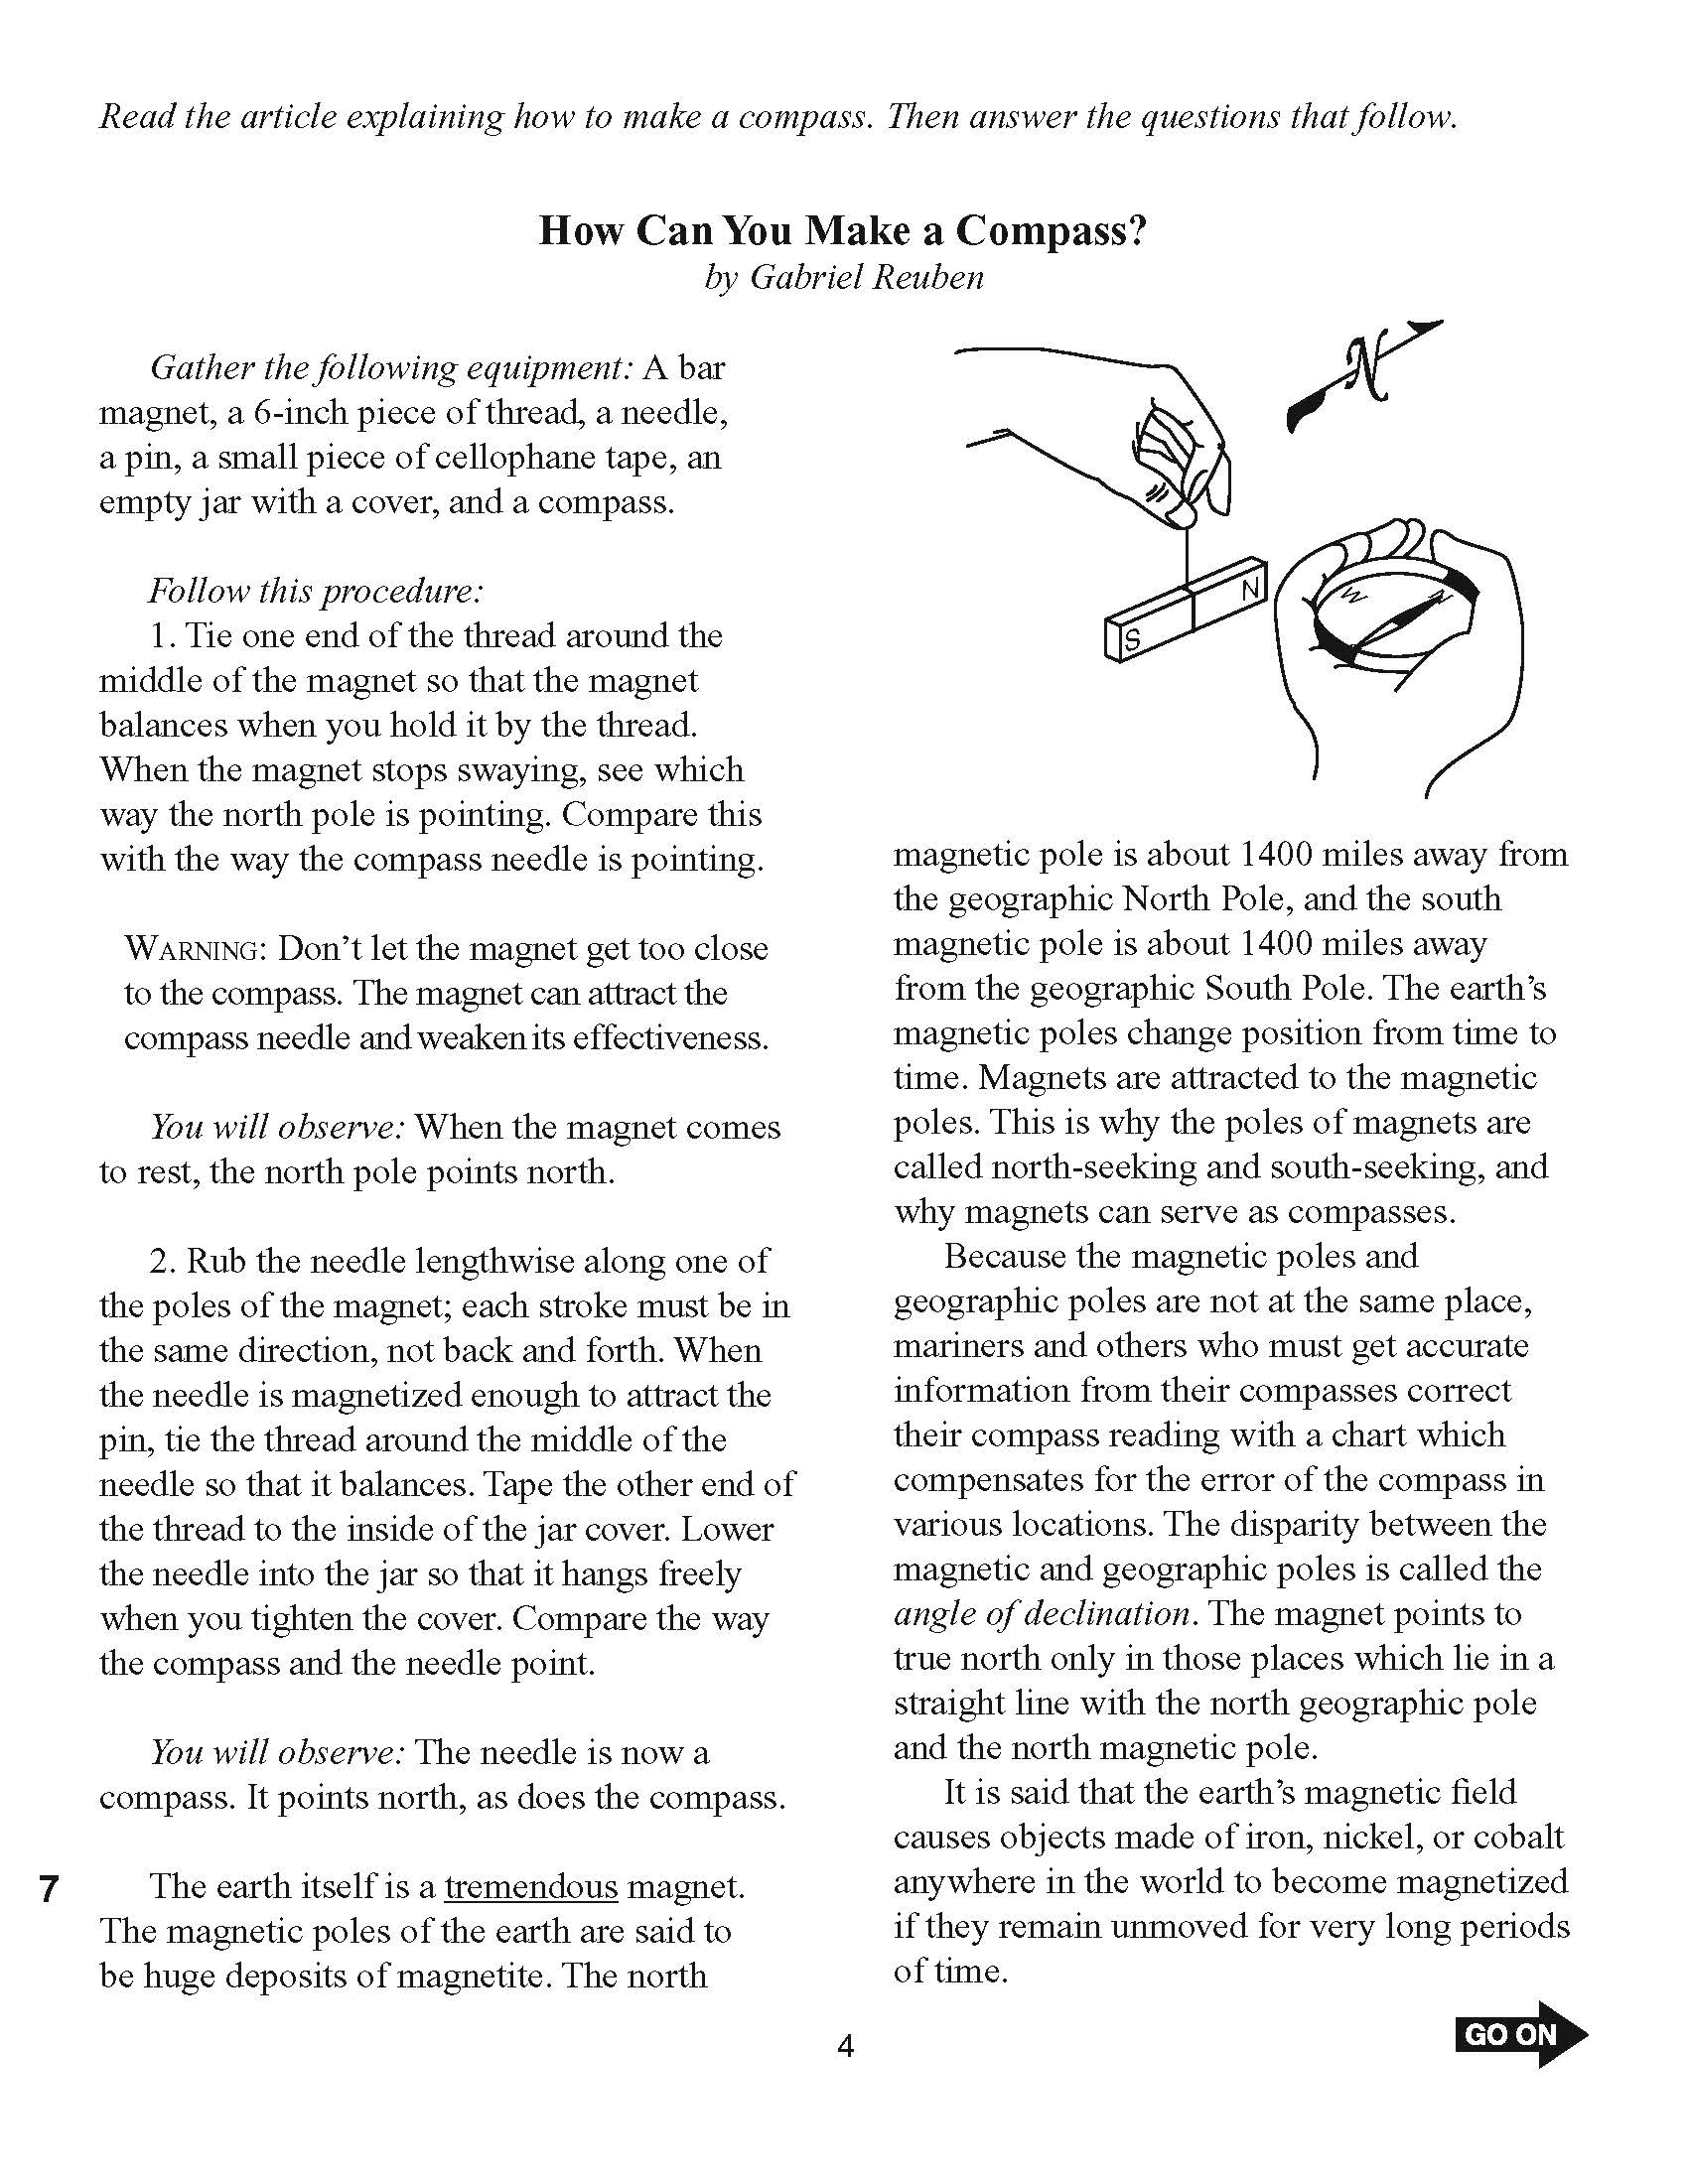 Read the article explaining how to make a compass. Then answer the questions that follow.
How Can You Make a Compass?
by Gabriel Reuben
Gather the following equipment: A bar
magnet, a 6-inch piece of thread, a needle,
a pin, a small piece of cellophane tape, an
empty jar with a cover, and a compass.
Follow this procedure:
1. Tie one end of the thread around the
middle of the magnet so that the magnet
balances when you hold it by the thread.
When the magnet stops swaying, see which
way the north pole is pointing. Compare this
with the way the compass needle is pointing.
WARNING: Don’t let the magnet get too close
to the compass. The magnet can attract the
compass needle and weaken its effectiveness.
You will observe: When the magnet comes
to rest, the north pole points north.
2. Rub the needle lengthwise along one of
the poles of the magnet; each stroke must be in
the same direction, not back and forth. When
the needle is magnetized enough to attract the
pin, tie the thread around the middle of the
needle so that it balances. Tape the other end of
the thread to the inside of the jar cover. Lower
the needle into the jar so that it hangs freely
when you tighten the cover. Compare the way
the compass and the needle point.
You will observe: The needle is now a
compass. It points north, as does the compass.
7 The earth itself is a tremendous magnet.
The magnetic poles of the earth are said to
be huge deposits of magnetite. The north
N
N
S
W
N
magnetic pole is about 1400 miles away from
the geographic North Pole, and the south
magnetic pole is about 1400 miles away
from the geographic South Pole. The earth’s
magnetic poles change position from time to
time. Magnets are attracted to the magnetic
poles. This is why the poles of magnets are
called north-seeking and south-seeking, and
why magnets can serve as compasses.
Because the magnetic poles and
geographic poles are not at the same place,
mariners and others who must get accurate
information from their compasses correct
their compass reading with a chart which
compensates for the error of the compass in
various locations. The disparity between the
magnetic and geographic poles is called the
angle of declination. The magnet points to
true north only in those places which lie in a
straight line with the north geographic pole
and the north magnetic pole.
It is said that the earth’s magnetic field
causes objects made of iron, nickel, or cobalt
anywhere in the world to become magnetized
if they remain unmoved for very long periods
of time.
4
GO ON